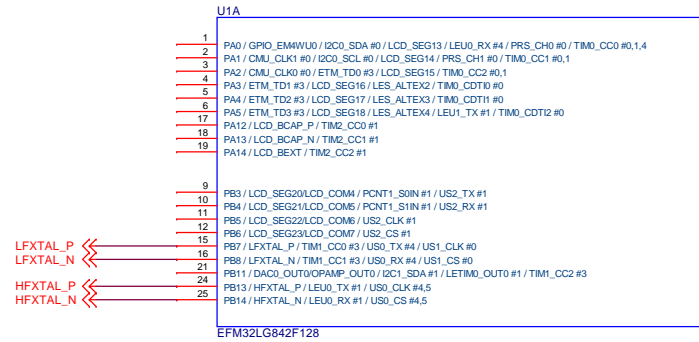 U1A
1 PA0 / GPIO_EM4WU0 / I2C0_SDA #0 / LCD_SEG13 / LEU0_RX #4 / PRS_CH0 #0 / TIM0_CC0 #0,1,4
2 PA1 / CMU_CLK1 #0 / I2C0_SCL #0 / LCD_SEG14 / PRS_CH1 #0 / TIM0_CC1 #0,1
3 PA2 / CMU_CLK0 #0 / ETM_TD0 #3 / LCD_SEG15 / TIM0_CC2 #0,1
4 PA3 / ETM_TD1 #3 / LCD_SEG16 / LES_ALTEX2 / TIM0_CDTI0 #0
5 PA4 / ETM_TD2 #3 / LCD_SEG17 / LES_ALTEX3 / TIM0_CDTI1 #0
6 PA5 / ETM_TD3 #3 / LCD_SEG18 / LES_ALTEX4 / LEU1_TX #1 / TIM0_CDTI2 #0
17 PA12 / LCD_BCAP_P / TIM2_CC0 #1
18 PA13 / LCD_BCAP_N / TIM2_CC1 #1
19 PA14 / LCD_BEXT / TIM2_CC2 #1
9 PB3 / LCD_SEG20/LCD_COM4 / PCNT1_S0IN #1 / US2_TX #1
10 PB4 / LCD_SEG21/LCD_COM5 / PCNT1_S1IN #1 / US2_RX #1
11 PB5 / LCD_SEG22/LCD_COM6 / US2_CLK #1
12 PB6 / LCD_SEG23/LCD_COM7 / US2_CS #1
LFXTAL_P 15 PB7 / LFXTAL_P / TIM1_CC0 #3 / US0_TX #4 / US1_CLK #0
LFXTAL_N 16 PB8 / LFXTAL_N / TIM1_CC1 #3 / US0_RX #4 / US1_CS #0
21 PB11 / DAC0_OUT0/OPAMP_OUT0 / I2C1_SDA #1 / LETIM0_OUT0 #1 / TIM1_CC2 #3
HFXTAL_P 24 PB13 / HFXTAL_P / LEU0_TX #1 / US0_CLK #4,5
HFXTAL_N 25 PB14 / HFXTAL_N / LEU0_RX #1 / US0_CS #4,5
EFM32LG842F128